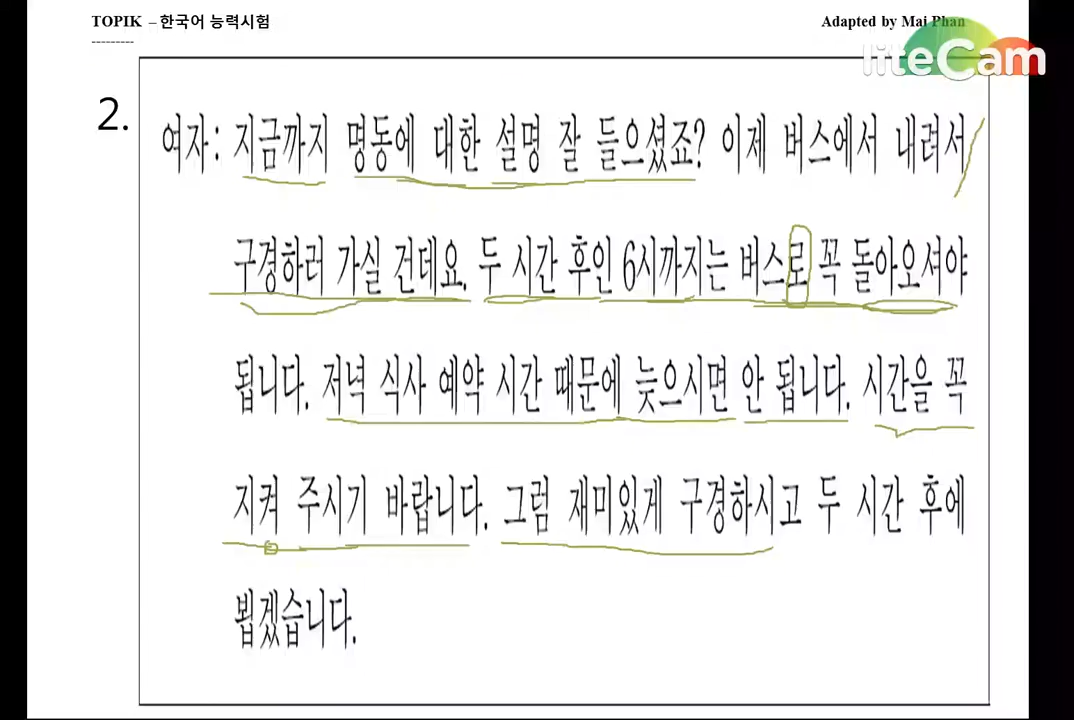 TOPIK – 한국어 능력시험
Adapted by Mai Phan
---------
liteCam
2.
여자: 지금까지 명동에 대한 설명 잘 들으셨죠? 이제 버스에서 내려서
구경하러 가실 건데요. 두 시간 후인 6시까지는 버스로 꼭 돌아오셔야
됩니다. 저녁 식사 예약 시간 때문에 늦으시면 안 됩니다. 시간을 꼭
지켜 주시기 바랍니다. 그럼 재미있게 구경하시고 두 시간 후에
뵙겠습니다.